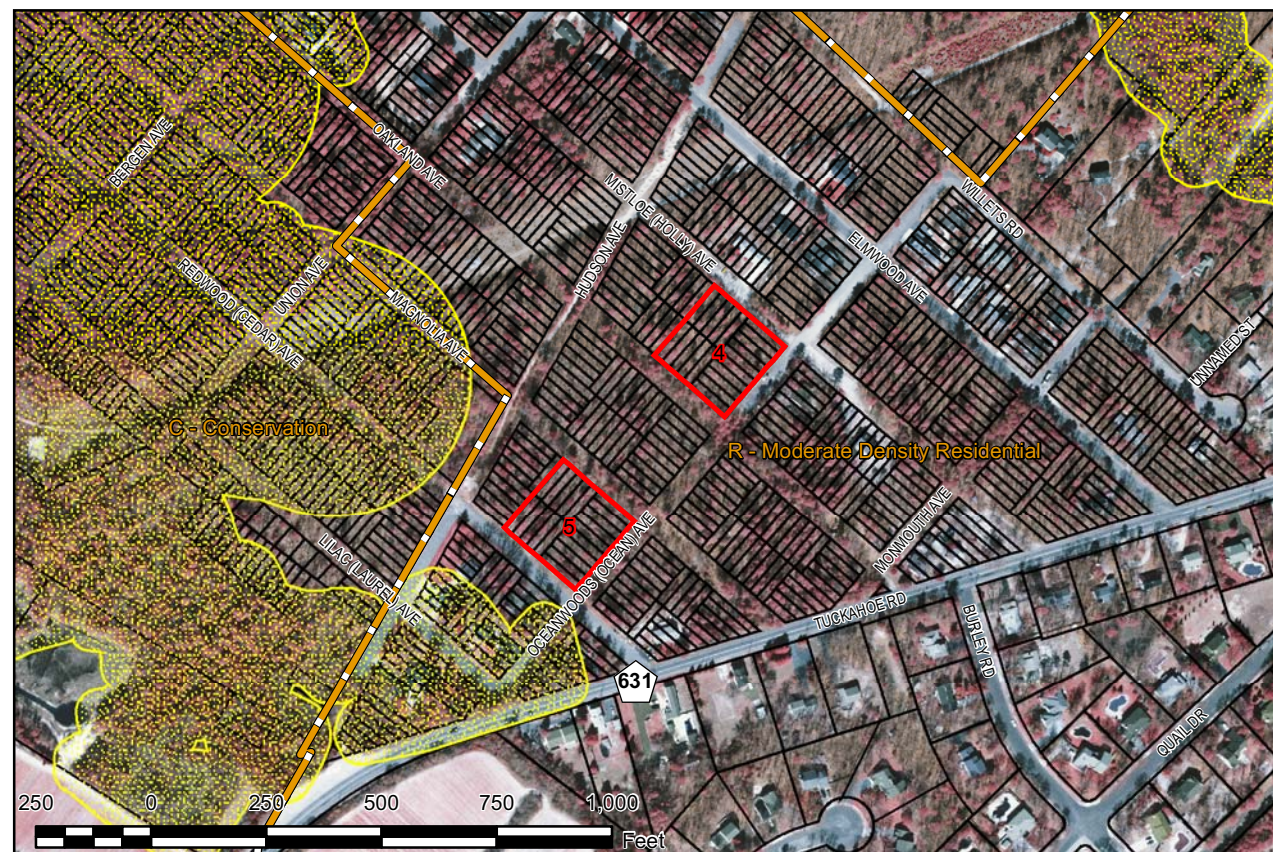 BERGEN AVE
OAKLAND AVE
MISTLOE (HOLLY) AVE
WILLETS RD
HUDSON AVE
ELMWOOD AVE
UNION AVE
REDWOOD (CEDAR) AVE
MAGNOLIA AVE
UNNAMED ST
4
C - Conservation
R - Moderate Density Residential
5
MONMOUTH AVE
LILAC (LAUREL) AVE
OCEANWOODS (OCEAN) AVE
TUCKAHOE RD
BURLEY RD
631
QUAIL DR
250 0 250 500 750 1,000
Feet